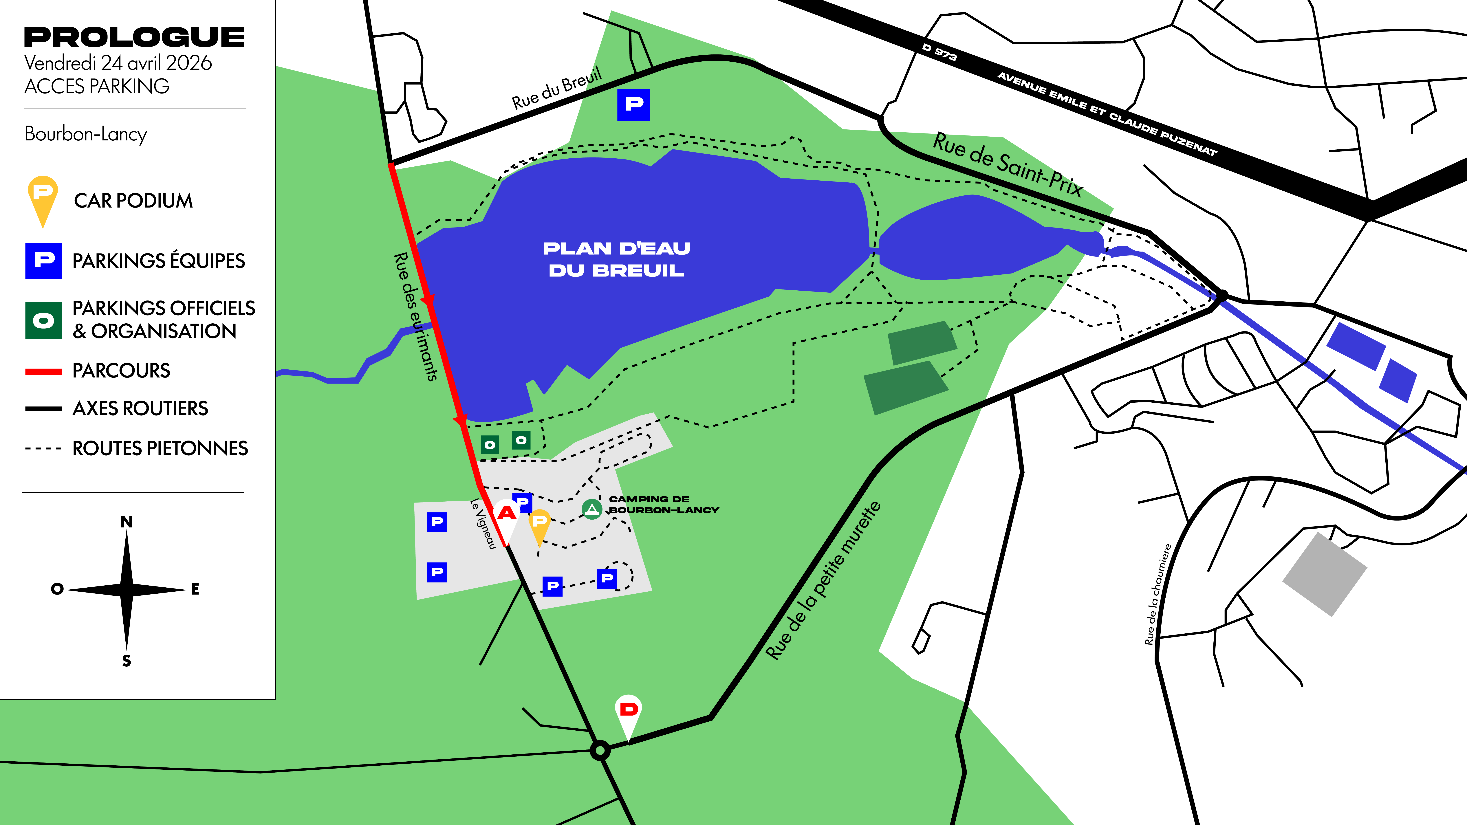 PROLOGUE
Vendredi 24 avril 2026
ACCES PARKING
Bourbon-Lancy
P
CAR PODIUM
P
PARKINGS ÉQUIPES
O
PARKINGS OFFICIELS
& ORGANISATION
PARCOURS
AXES ROUTIERS
ROUTES PIETONNES
N
O
E
S
D 973
AVENUE EMILE ET CLAUDE PUZENAT
Rue du Breuil
P
Rue de Saint-Prix
PLAN D'EAU
DU BREUIL
Rue des eurimants
O
O
Le Vigneau
A
P
P
P
P
P
P
CAMPING DE
BOURBON-LANCY
Rue de la petite murette
Rue de la chaumiere
D